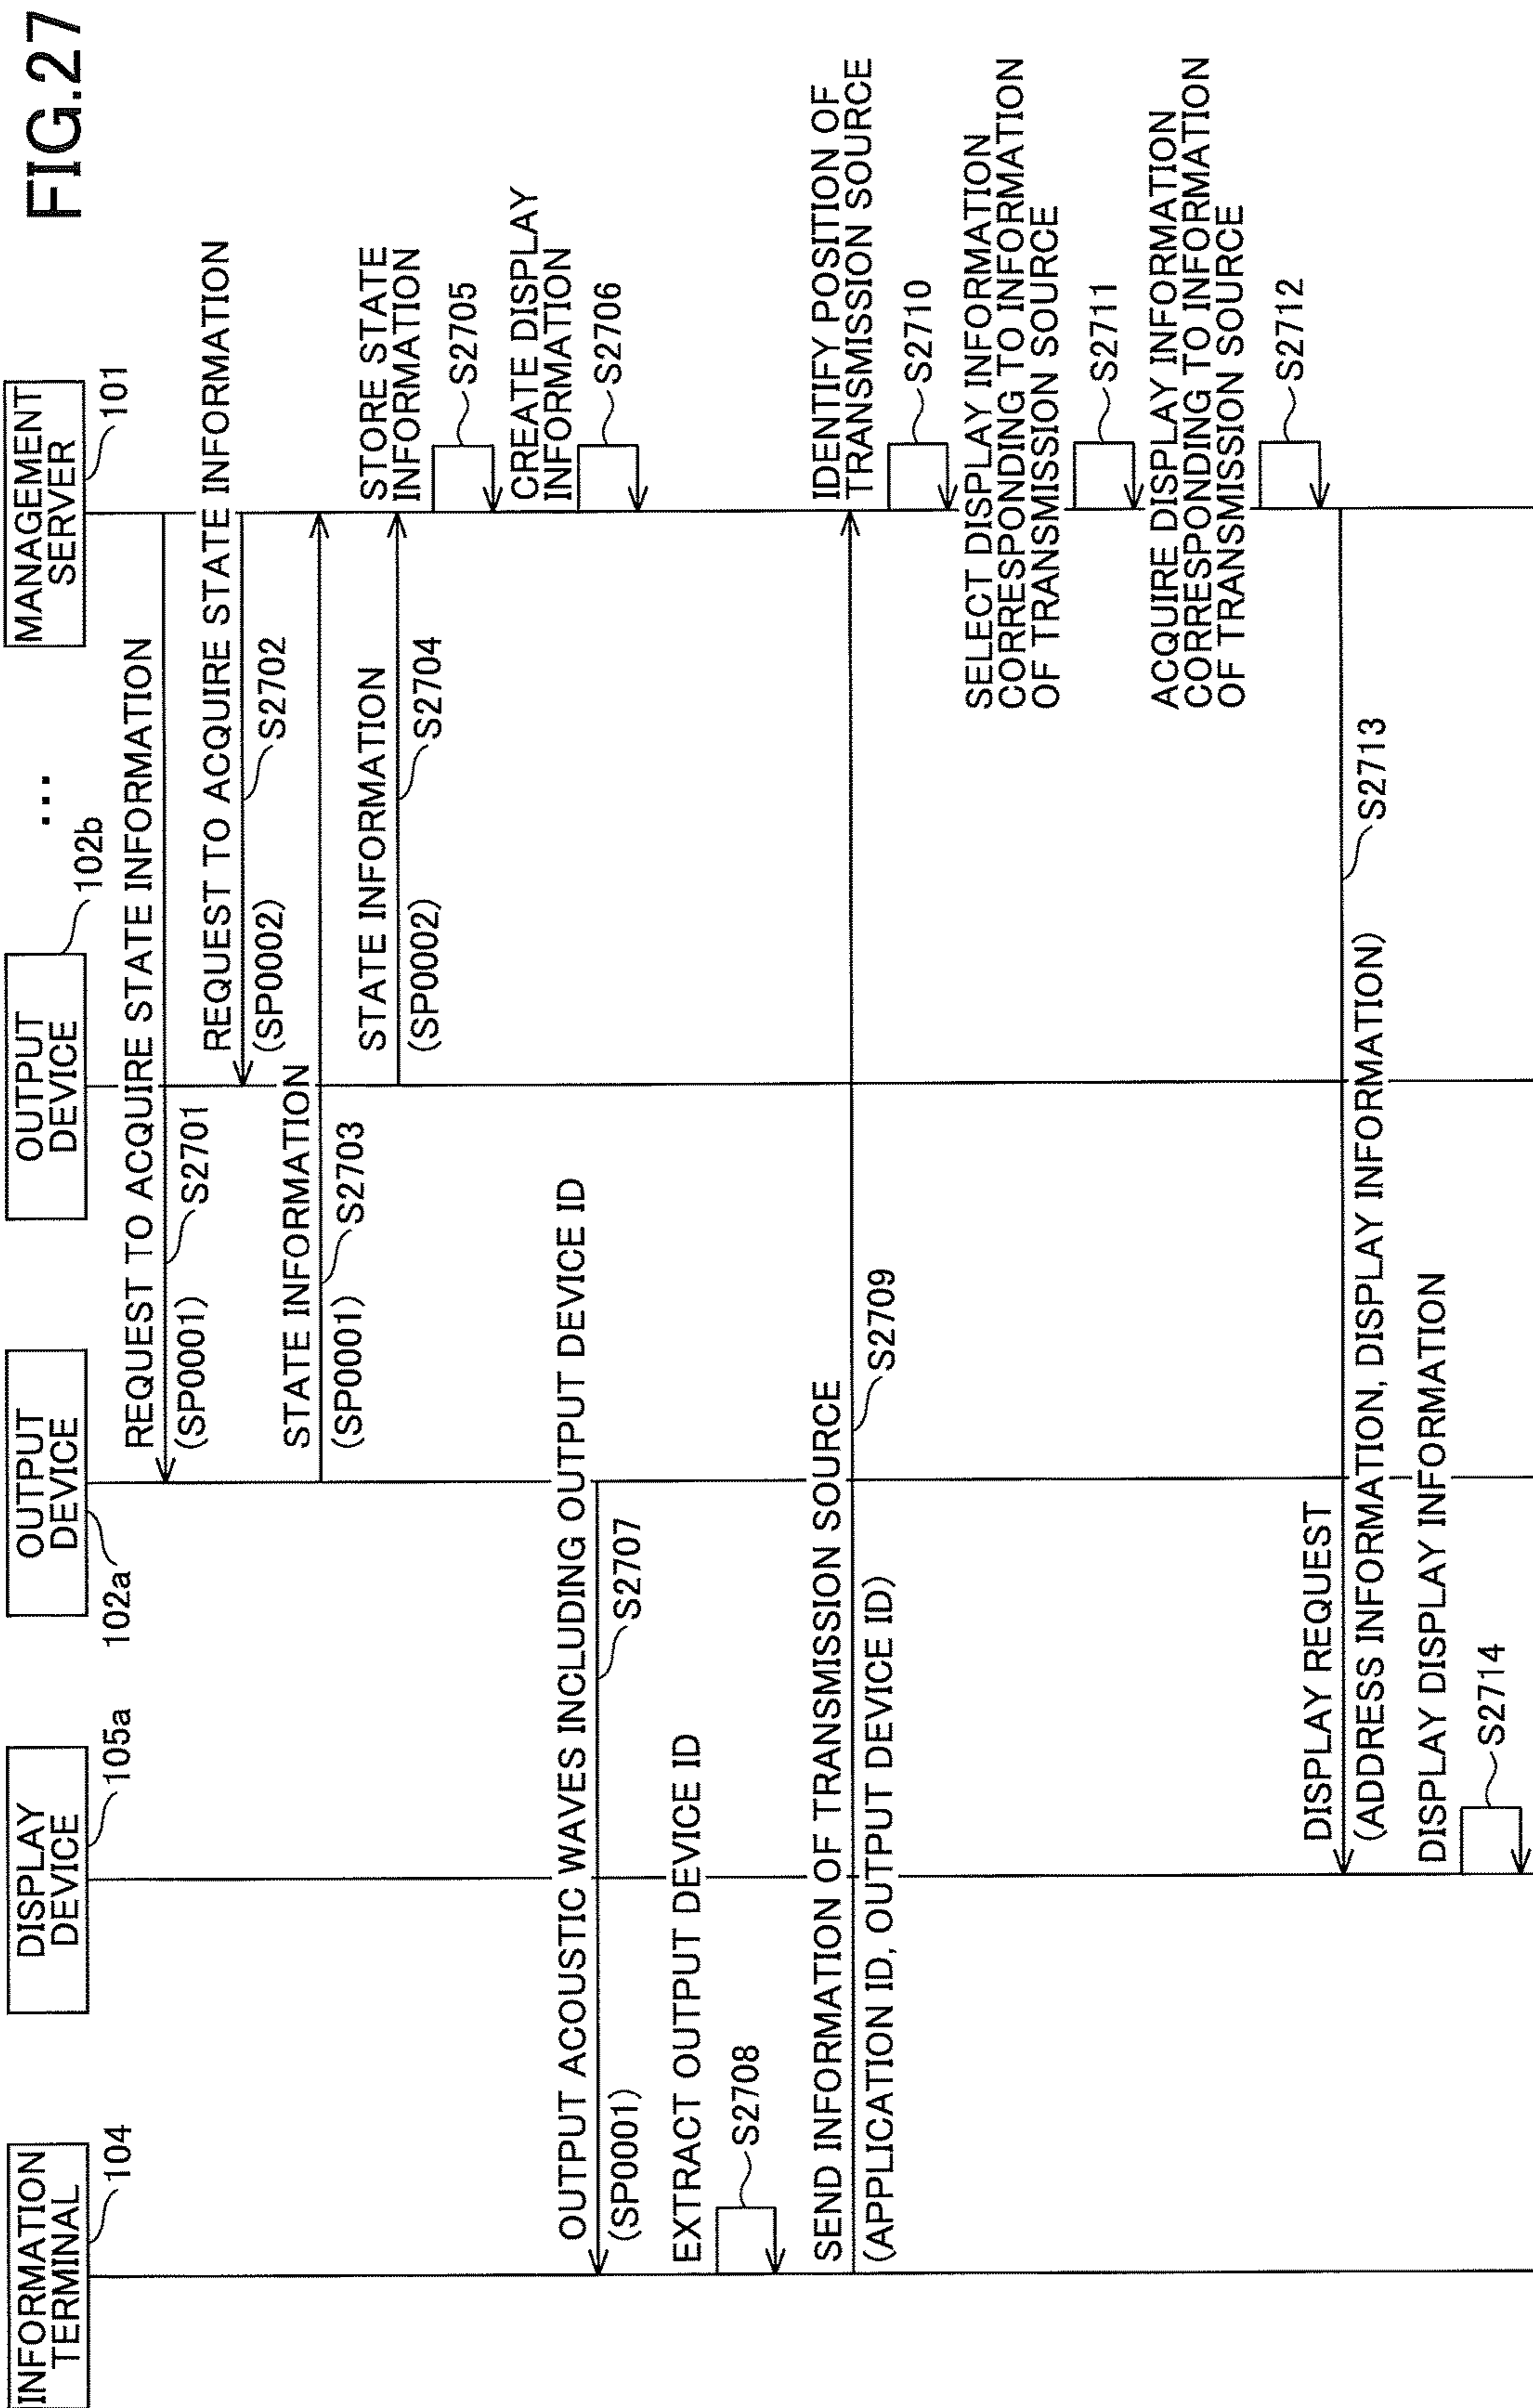 FIG.27
INFORMATION
TERMINAL
104
DISPLAY
DEVICE
105a
OUTPUT
DEVICE
102a
OUTPUT
DEVICE
102b
...
MANAGEMENT
SERVER
101
REQUEST TO ACQUIRE STATE INFORMATION
(SP0001)
S2701
REQUEST TO ACQUIRE STATE INFORMATION
(SP0002)
S2702
STATE INFORMATION
(SP0001)
S2703
STATE INFORMATION
(SP0002)
S2704
STORE STATE
INFORMATION
S2705
CREATE DISPLAY
INFORMATION
S2706
OUTPUT ACOUSTIC WAVES INCLUDING OUTPUT DEVICE ID
(SP0001)
S2707
EXTRACT OUTPUT DEVICE ID
S2708
SEND INFORMATION OF TRANSMISSION SOURCE
(APPLICATION ID, OUTPUT DEVICE ID)
S2709
IDENTIFY POSITION OF
TRANSMISSION SOURCE
S2710
SELECT DISPLAY INFORMATION
CORRESPONDING TO INFORMATION
OF TRANSMISSION SOURCE
S2711
ACQUIRE DISPLAY INFORMATION
CORRESPONDING TO INFORMATION
OF TRANSMISSION SOURCE
S2712
DISPLAY REQUEST
(ADDRESS INFORMATION, DISPLAY INFORMATION)
S2713
DISPLAY DISPLAY INFORMATION
S2714